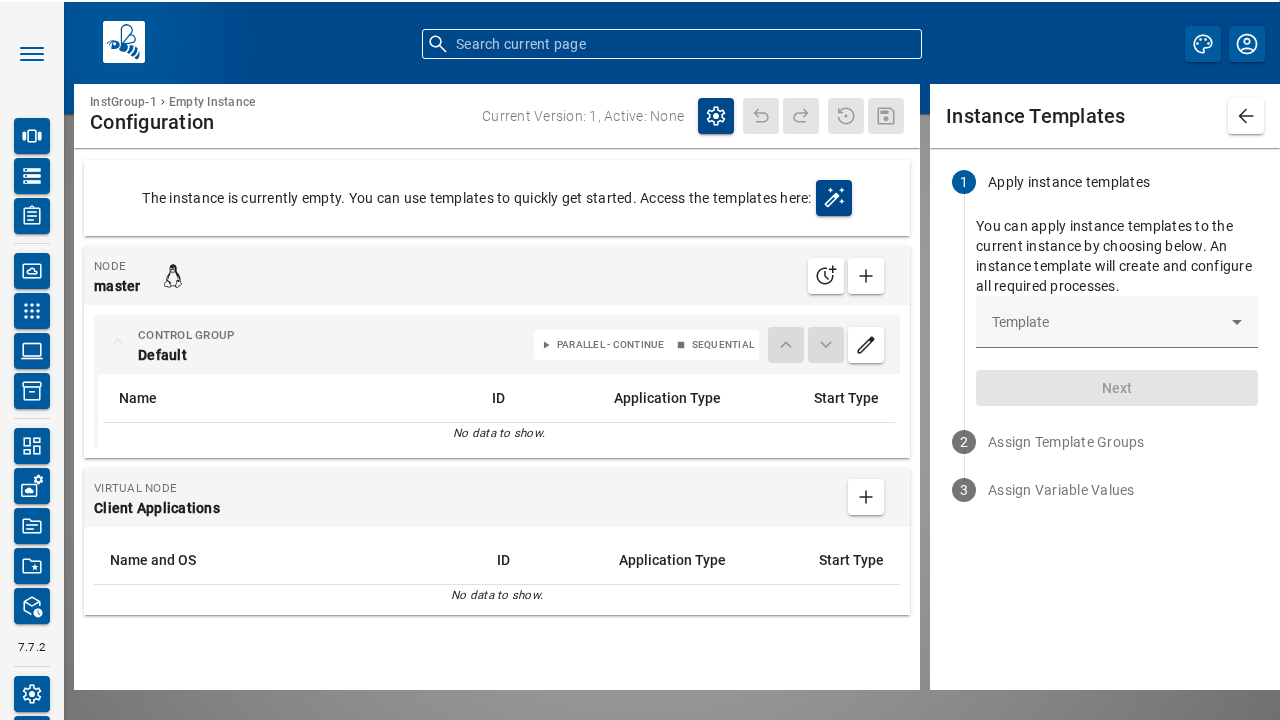 Search current page
InstGroup-1 › Empty Instance
Configuration
Current Version: 1, Active: None
The instance is currently empty. You can use templates to quickly get started. Access the templates here:
NODE
master
CONTROL GROUP
Default
PARALLEL - CONTINUE
SEQUENTIAL
Name
ID
Application Type
Start Type
No data to show.
VIRTUAL NODE
Client Applications
Name and OS
ID
Application Type
Start Type
No data to show.
7.7.2
Instance Templates
1
Apply instance templates
You can apply instance templates to the
current instance by choosing below. An
instance template will create and configure
all required processes.
Template
Next
2
Assign Template Groups
3
Assign Variable Values